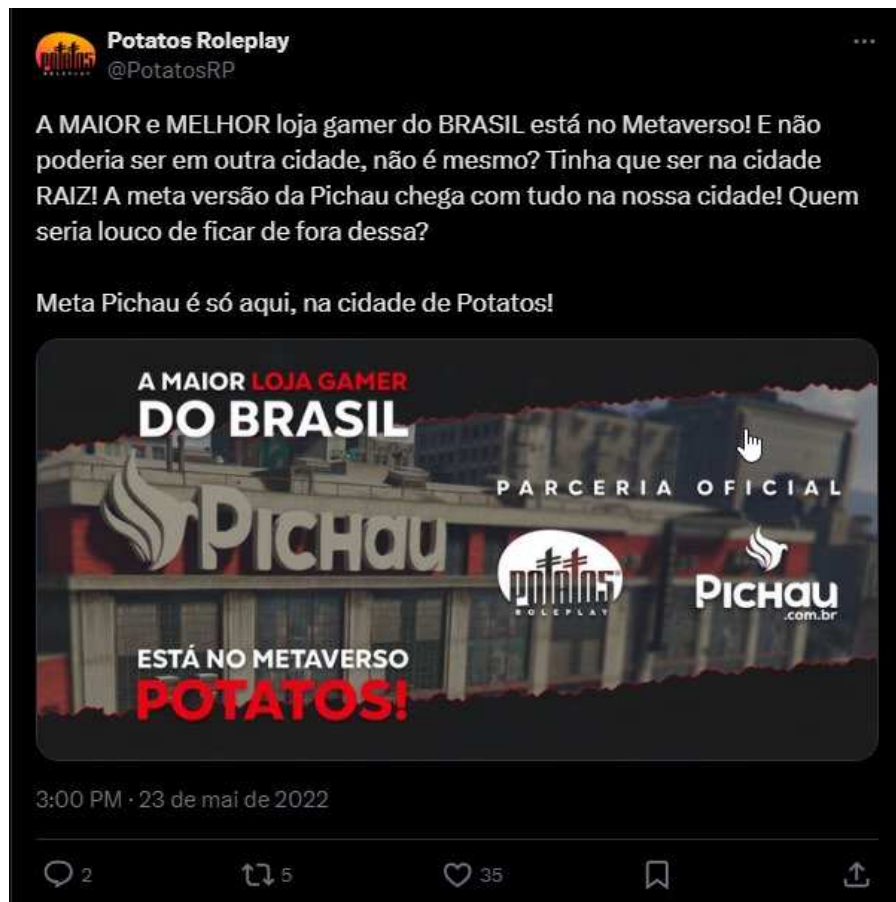 Potatos Roleplay
@PotatosRP
A MAIOR e MELHOR loja gamer do BRASIL está no Metaverso! E não
poderia ser em outra cidade, não é mesmo? Tinha que ser na cidade
RAIZ! A meta versão da Pichau chega com tudo na nossa cidade! Quem
seria louco de ficar de fora dessa?
Meta Pichau é só aqui, na cidade de Potatos!
A MAIOR LOJA GAMER
DO BRASIL
PICHAU
PARCERIA OFICIAL
POTATOS
ROLEPLAY
PICHAU
.com.br
ESTÁ NO METAVERSO
POTATOS!
3:00 PM · 23 de mai de 2022
2
5
35